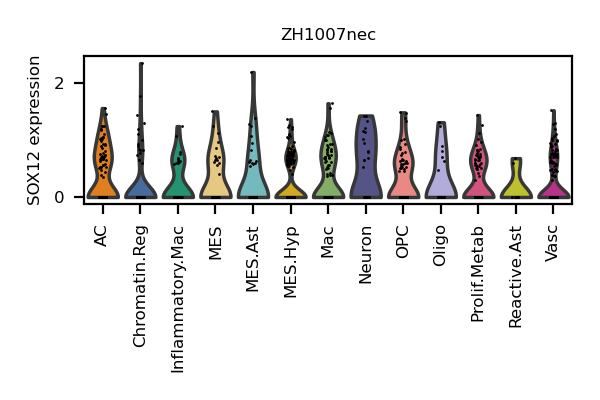 ZH1007nec
SOX12 expression
2
0
AC
Chromatin.Reg
Inflammatory.Mac
MES
MES.Ast
MES.Hyp
Mac
Neuron
OPC
Oligo
Prolif.Metab
Reactive.Ast
Vasc